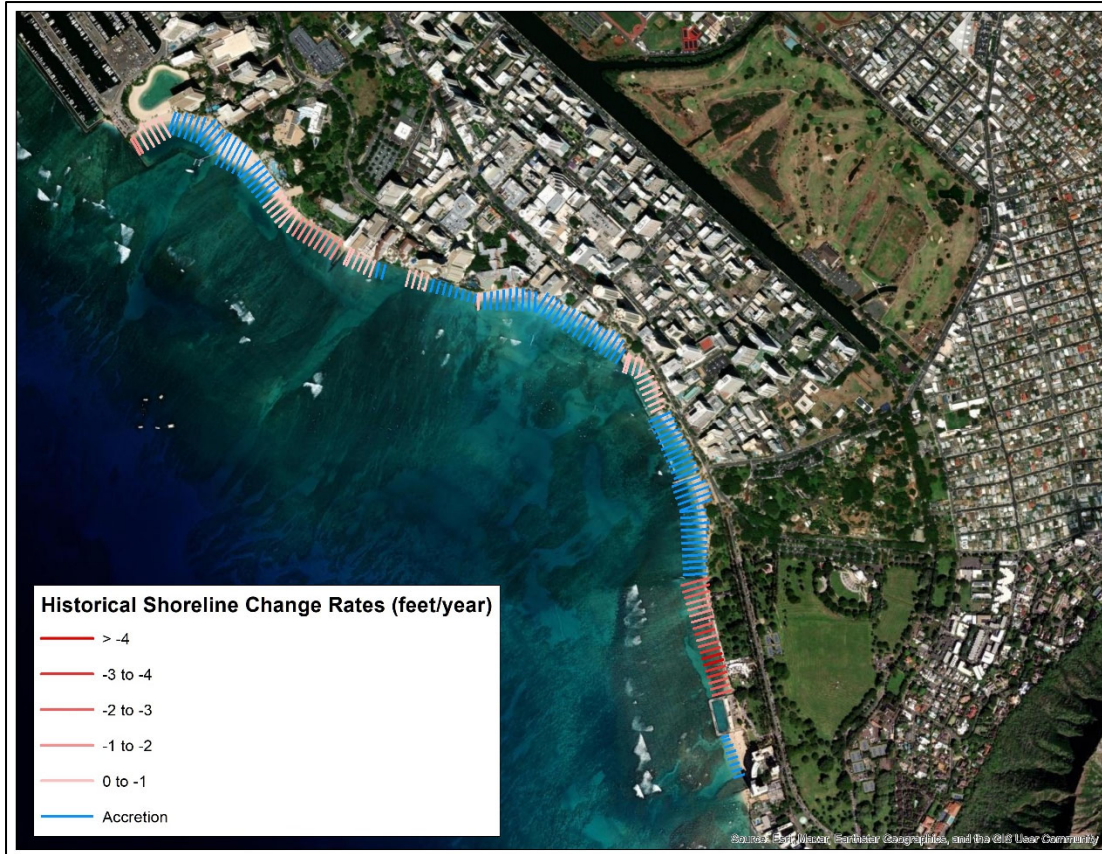 Historical Shoreline Change Rates (feet/year)
> -4
-3 to -4
-2 to -3
-1 to -2
0 to -1
Accretion
Source: Esri, Maxar, Earthstar Geographics, and the GIS User Community